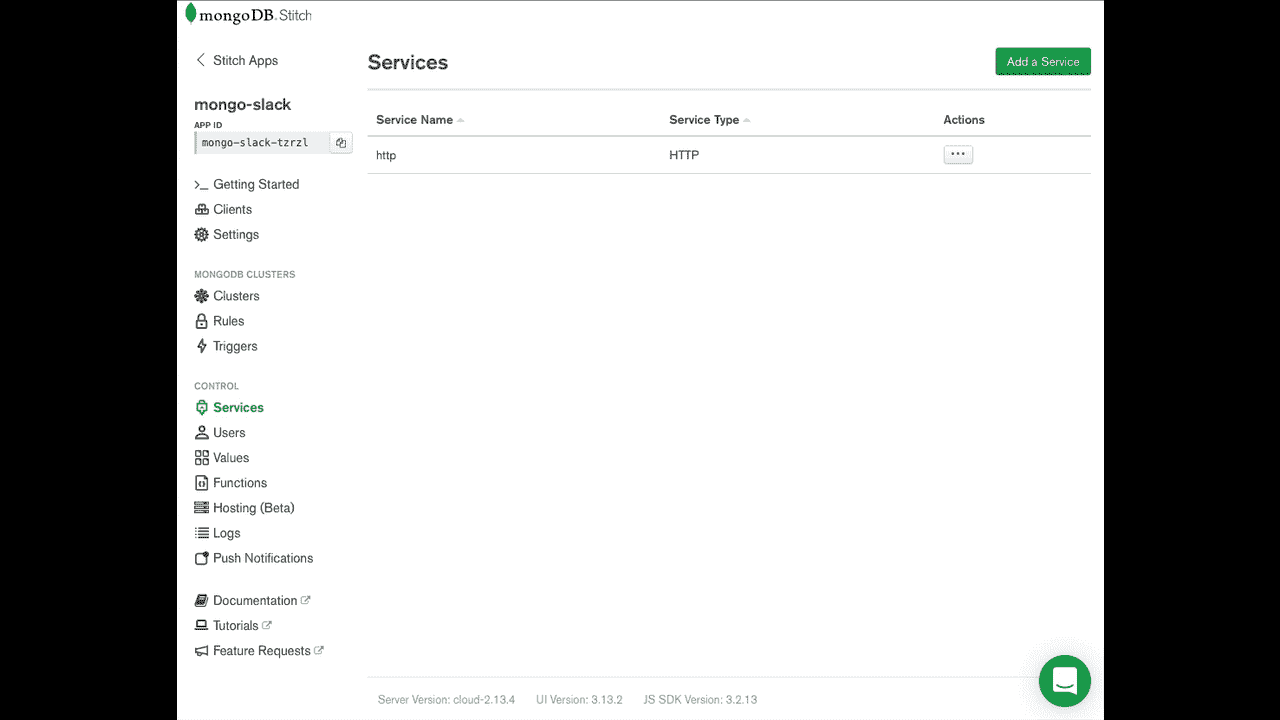 mongoDB. Stitch
Stitch Apps
mongo-slack
APP ID
mongo-slack-tzrzl
Getting Started
Clients
Settings
MONGODB CLUSTERS
Clusters
Rules
Triggers
CONTROL
Services
Users
Values
Functions
Hosting (Beta)
Logs
Push Notifications
Documentation
Tutorials
Feature Requests
Services
Add a Service
Service Name Service Type Actions
http HTTP
Server Version: cloud-2.13.4 UI Version: 3.13.2 JS SDK Version: 3.2.13